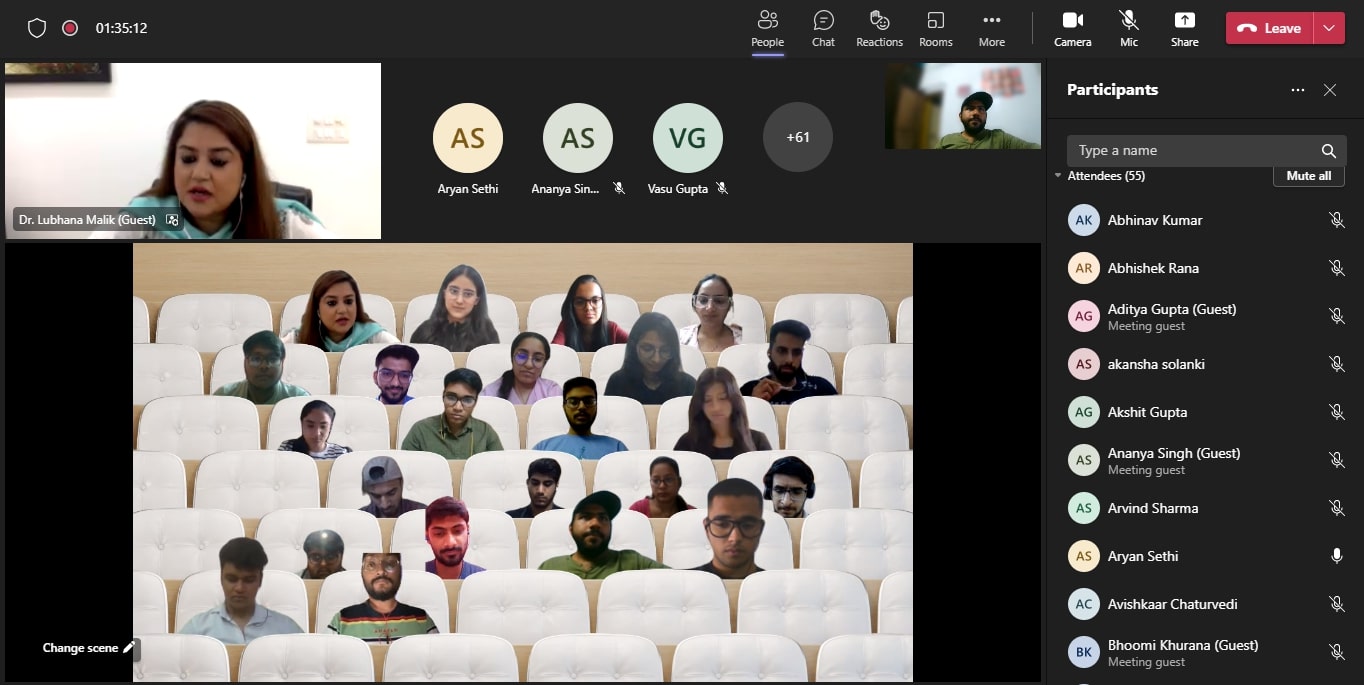 01:35:12
People
Chat
Reactions
Rooms
More
Camera
Mic
Share
Leave
Dr. Lubhana Malik (Guest)
AS
AS
VG
+61
Aryan Sethi
Ananya Sin...
Vasu Gupta
Change scene
Participants
Type a name
Attendees (55)
Mute all
AK
Abhinav Kumar
AR
Abhishek Rana
AG
Aditya Gupta (Guest)
Meeting guest
AS
akansha solanki
AG
Akshit Gupta
AS
Ananya Singh (Guest)
Meeting guest
AS
Arvind Sharma
AS
Aryan Sethi
AC
Avishkaar Chaturvedi
BK
Bhoomi Khurana (Guest)
Meeting guest